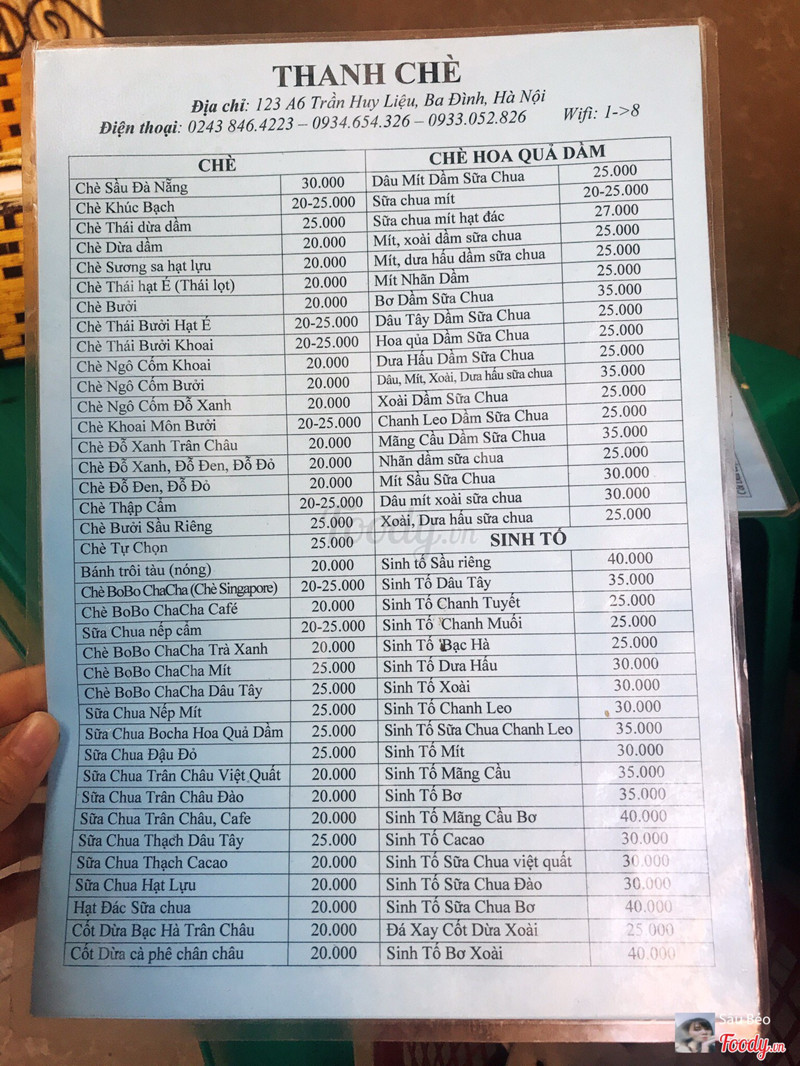 THANH CHÈ
Địa chỉ: 123 A6 Trần Huy Liệu, Ba Đình, Hà Nội
Điện thoại: 0243 846.4223 – 0934.654.326 – 0933.052.826 Wifi: 1->8
CHÈ
Chè Sầu Đà Nẵng 30.000
Chè Khúc Bạch 20-25.000
Chè Thái dừa dầm 25.000
Chè Dừa dầm 20.000
Chè Sương sa hạt lựu 20.000
Chè Thái hạt É (Thái lọt) 20.000
Chè Bưởi 20.000
Chè Thái Bưởi Hạt É 20-25.000
Chè Thái Bưởi Khoai 20-25.000
Chè Ngô Cốm Khoai 20.000
Chè Ngô Cốm Bưởi 20.000
Chè Ngô Cốm Đỗ Xanh 20.000
Chè Khoai Môn Bưởi 20-25.000
Chè Đỗ Xanh Trân Châu 20.000
Chè Đỗ Xanh, Đỗ Đen, Đỗ Đỏ 20.000
Chè Đỗ Đen, Đỗ Đỏ 20.000
Chè Thập Cẩm 20-25.000
Chè Bưởi Sầu Riêng 25.000
Chè Tự Chọn 25.000
Bánh trôi tàu (nóng) 20.000
Chè BoBo ChaCha (Chè Singapore) 20-25.000
Chè BoBo ChaCha Café 20.000
Sữa Chua nếp cẩm 20-25.000
Chè BoBo ChaCha Trà Xanh 20.000
Chè BoBo ChaCha Mít 25.000
Chè BoBo ChaCha Dâu Tây 25.000
Sữa Chua Nếp Mít 25.000
Sữa Chua Bocha Hoa Quả Dầm 25.000
Sữa Chua Đậu Đỏ 25.000
Sữa Chua Trân Châu Việt Quất 20.000
Sữa Chua Trân Châu Đào 20.000
Sữa Chua Trân Châu, Cafe 20.000
Sữa Chua Thạch Dâu Tây 25.000
Sữa Chua Thạch Cacao 20.000
Sữa Chua Hạt Lựu 20.000
Hạt Đác Sữa chua 20.000
Cốt Dừa Bạc Hà Trân Châu 20.000
Cốt Dừa cà phê chân châu 20.000
CHÈ HOA QUẢ DẦM
Dâu Mít Dầm Sữa Chua 25.000
Sữa chua mít 20-25.000
Sữa chua mít hạt đác 27.000
Mít, xoài dầm sữa chua 25.000
Mít, dưa hấu dầm sữa chua 25.000
Mít Nhãn Dầm 25.000
Bơ Dầm Sữa Chua 35.000
Dâu Tây Dầm Sữa Chua 25.000
Hoa qủa Dầm Sữa Chua 25.000
Dưa Hấu Dầm Sữa Chua 25.000
Dâu, Mít, Xoài, Dưa hấu sữa chua 35.000
Xoài Dầm Sữa Chua 25.000
Chanh Leo Dầm Sữa Chua 25.000
Mãng Cầu Dầm Sữa Chua 35.000
Nhãn dầm sữa chua 25.000
Mít Sầu Sữa Chua 30.000
Dâu mít xoài sữa chua 30.000
Xoài, Dưa hấu sữa chua 25.000
SINH TỐ
Sinh tố Sầu riêng 40.000
Sinh Tố Dâu Tây 35.000
Sinh Tố Chanh Tuyết 25.000
Sinh Tố Chanh Muối 25.000
Sinh Tố Bạc Hà 25.000
Sinh Tố Dưa Hấu 30.000
Sinh Tố Xoài 30.000
Sinh Tố Chanh Leo 30.000
Sinh Tố Sữa Chua Chanh Leo 35.000
Sinh Tố Mít 30.000
Sinh Tố Mãng Cầu 35.000
Sinh Tố Bơ 35.000
Sinh Tố Mãng Cầu Bơ 40.000
Sinh Tố Cacao 30.000
Sinh Tố Sữa Chua việt quất 30.000
Sinh Tố Sữa Chua Đào 30.000
Sinh Tố Sữa Chua Bơ 40.000
Đá Xay Cốt Dừa Xoài 25.000
Sinh Tố Bơ Xoài 40.000
foody.vn
Sâu Béo
Foody.vn